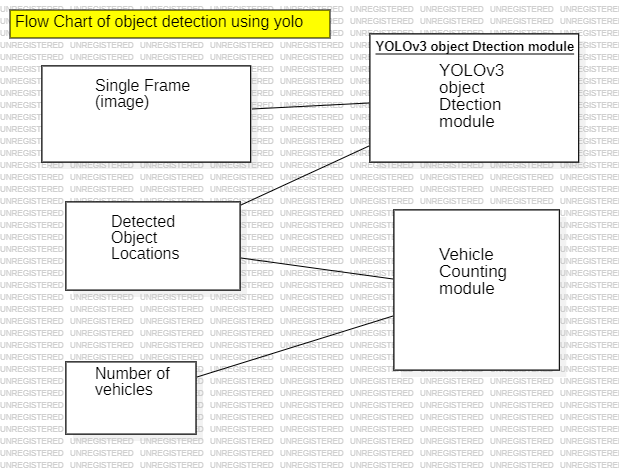 Flow Chart of object detection using yolo
YOLOv3 object Dtection module
YOLOv3
object
Dtection
module
Single Frame
(image)
Detected
Object
Locations
Vehicle
Counting
module
Number of
vehicles
UNREGISTERED